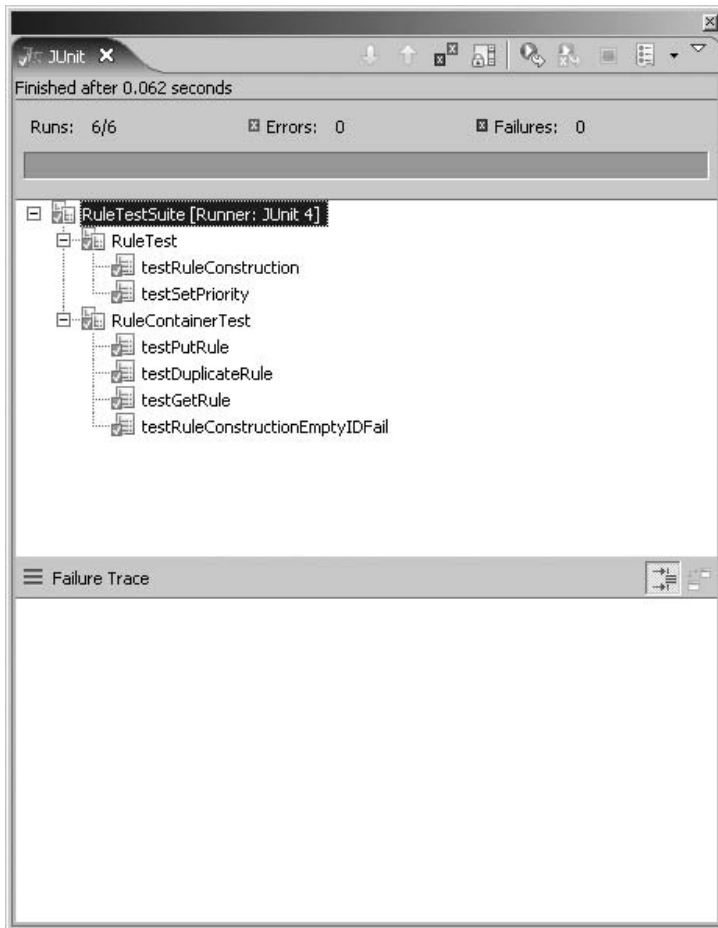 JUnit
Finished after 0.062 seconds
Runs: 6/6 Errors: 0 Failures: 0
RuleTestSuite [Runner: JUnit 4]
RuleTest
testRuleConstruction
testSetPriority
RuleContainerTest
testPutRule
testDuplicateRule
testGetRule
testRuleConstructionEmptyIDFail
Failure Trace